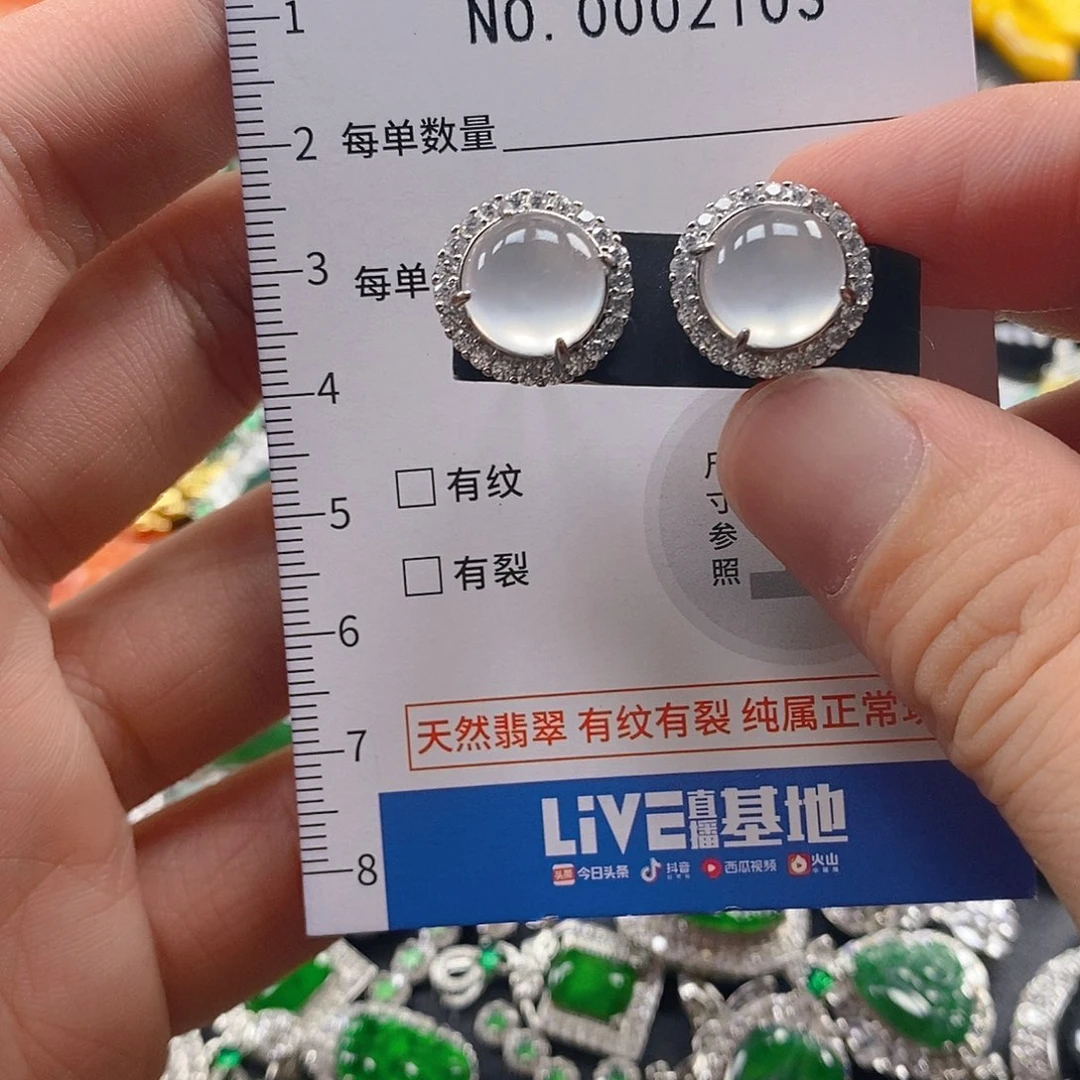 1
NO. 0002103
2 每单数量
3 每单
4
□ 有纹
5
□ 有裂
尺寸参照
6
天然翡翠 有纹有裂 纯属正常
7
LiVE直播基地
今日头条 抖音 西瓜视频 火山
8